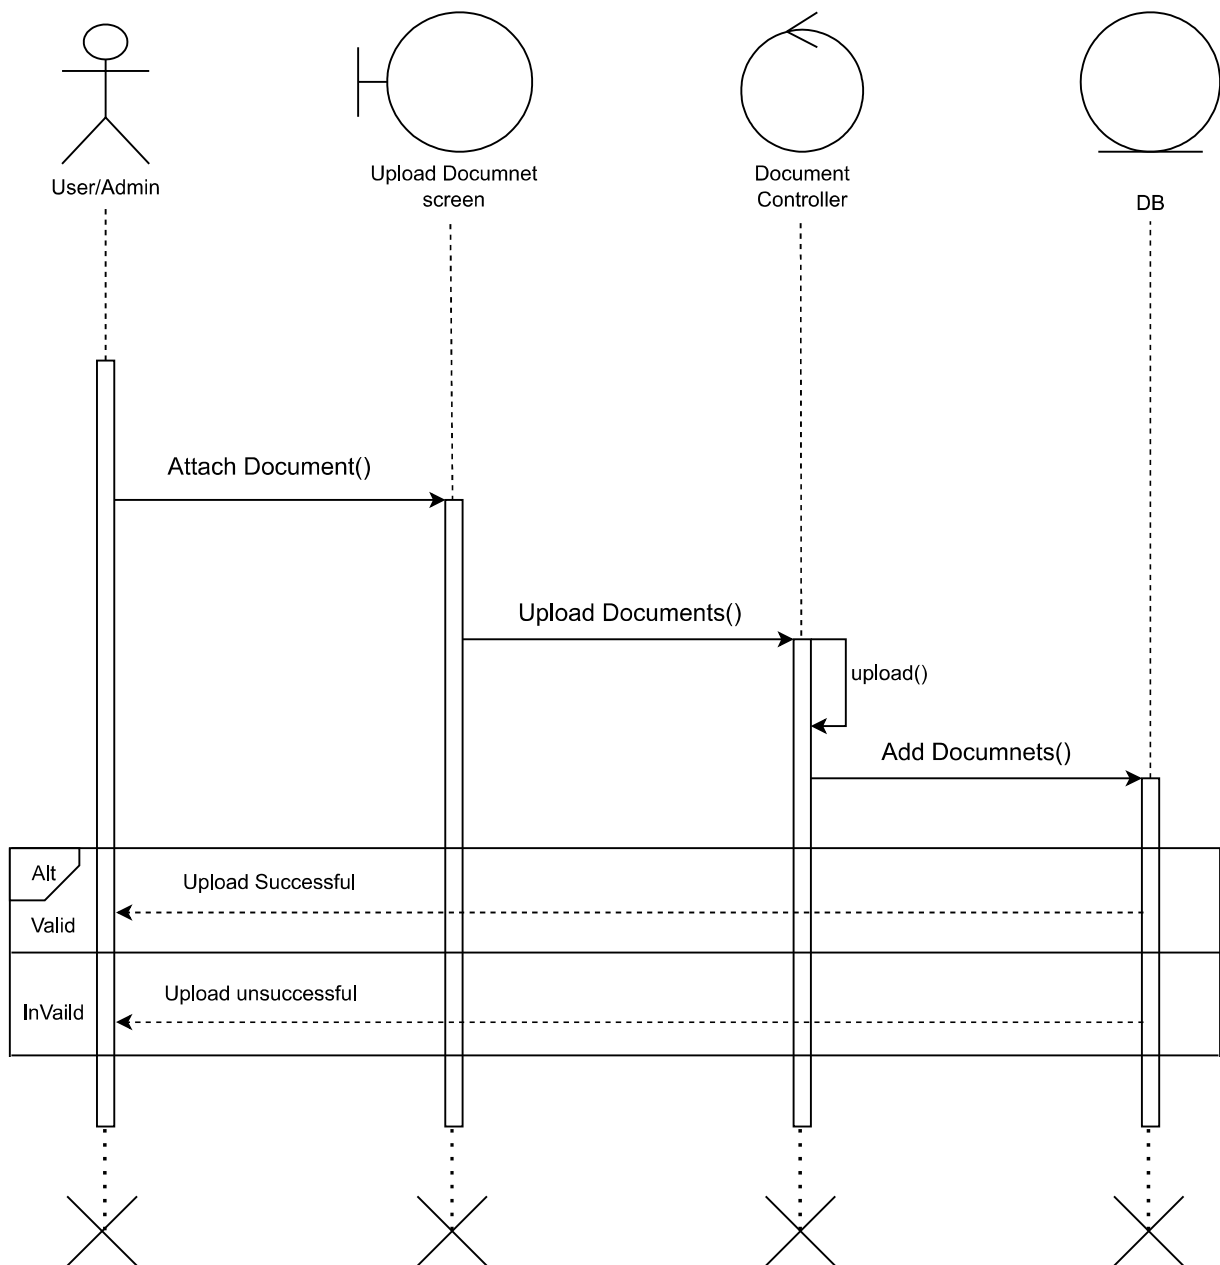 User/Admin
Upload Documnet
screen
Document
Controller
DB
Attach Document()
Upload Documents()
upload()
Add Documnets()
Alt
Upload Successful
Valid
Upload unsuccessful
InVaild